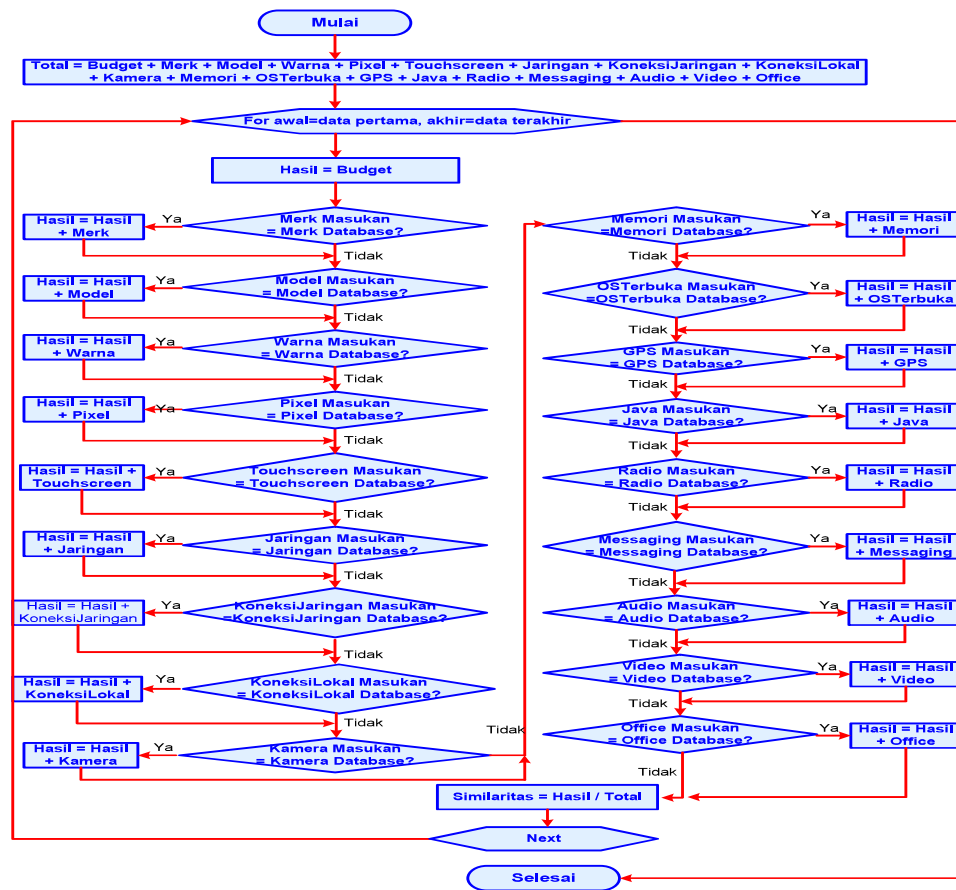 Mulai
Total = Budget + Merk + Model + Warna + Pixel + Touchscreen + Jaringan + KoneksiJaringan + KoneksiLokal
+ Kamera + Memori + OSTerbuka + GPS + Java + Radio + Messaging + Audio + Video + Office
For awal=data pertama, akhir=data terakhir
Hasil = Budget
Hasil = Hasil
+ Merk
Ya
Merk Masukan
= Merk Database?
Tidak
Hasil = Hasil
+ Model
Ya
Model Masukan
= Model Database?
Tidak
Hasil = Hasil
+ Warna
Ya
Warna Masukan
= Warna Database?
Tidak
Hasil = Hasil
+ Pixel
Ya
Pixel Masukan
= Pixel Database?
Tidak
Hasil = Hasil +
Touchscreen
Ya
Touchscreen Masukan
= Touchscreen Database?
Tidak
Hasil = Hasil
+ Jaringan
Ya
Jaringan Masukan
= Jaringan Database?
Tidak
Hasil = Hasil +
KoneksiJaringan
Ya
KoneksiJaringan Masukan
=KoneksiJaringan Database?
Tidak
Hasil = Hasil +
KoneksiLokal
Ya
KoneksiLokal Masukan
= KoneksiLokal Database?
Tidak
Hasil = Hasil
+ Kamera
Ya
Kamera Masukan
= Kamera Database?
Tidak
Memori Masukan
=Memori Database?
Ya
Hasil = Hasil
+ Memori
Tidak
OSTerbuka Masukan
=OSTerbuka Database?
Ya
Hasil = Hasil
+ OSTerbuka
Tidak
GPS Masukan
= GPS Database?
Ya
Hasil = Hasil
+ GPS
Tidak
Java Masukan
= Java Database?
Ya
Hasil = Hasil
+ Java
Tidak
Radio Masukan
= Radio Database?
Ya
Hasil = Hasil
+ Radio
Tidak
Messaging Masukan
= Messaging Database?
Ya
Hasil = Hasil
+ Messaging
Tidak
Audio Masukan
= Audio Database?
Ya
Hasil = Hasil
+ Audio
Tidak
Video Masukan
= Video Database?
Ya
Hasil = Hasil
+ Video
Tidak
Office Masukan
= Office Database?
Ya
Hasil = Hasil
+ Office
Tidak
Similaritas = Hasil / Total
Next
Selesai